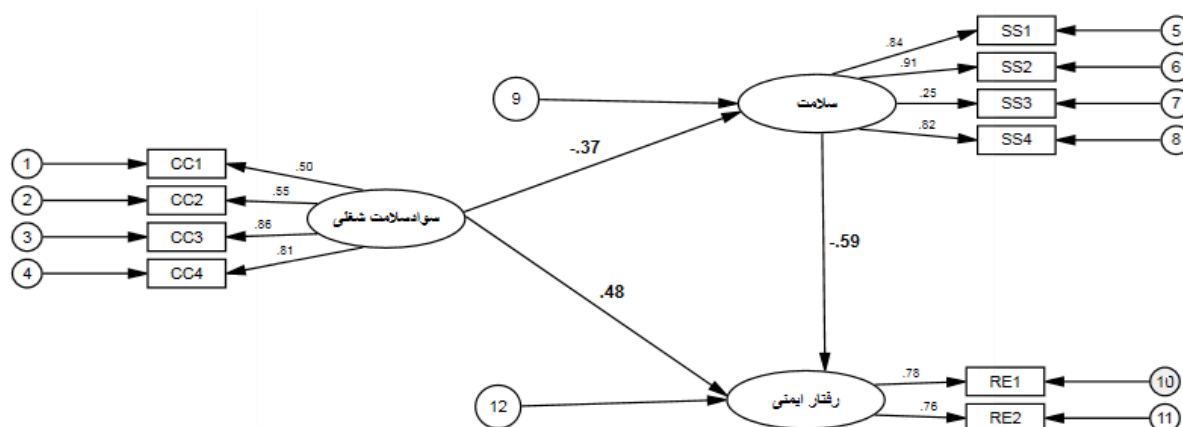 SS1
5
.84
SS2
6
.91
9
سلامت
.25
SS3
7
.82
SS4
8
-.37
1
CC1
.50
2
CC2
.55
سوادسلامت شغلی
3
CC3
.86
4
CC4
.81
-.59
.48
.78
RE1
10
12
رفتار ایمنی
.76
RE2
11